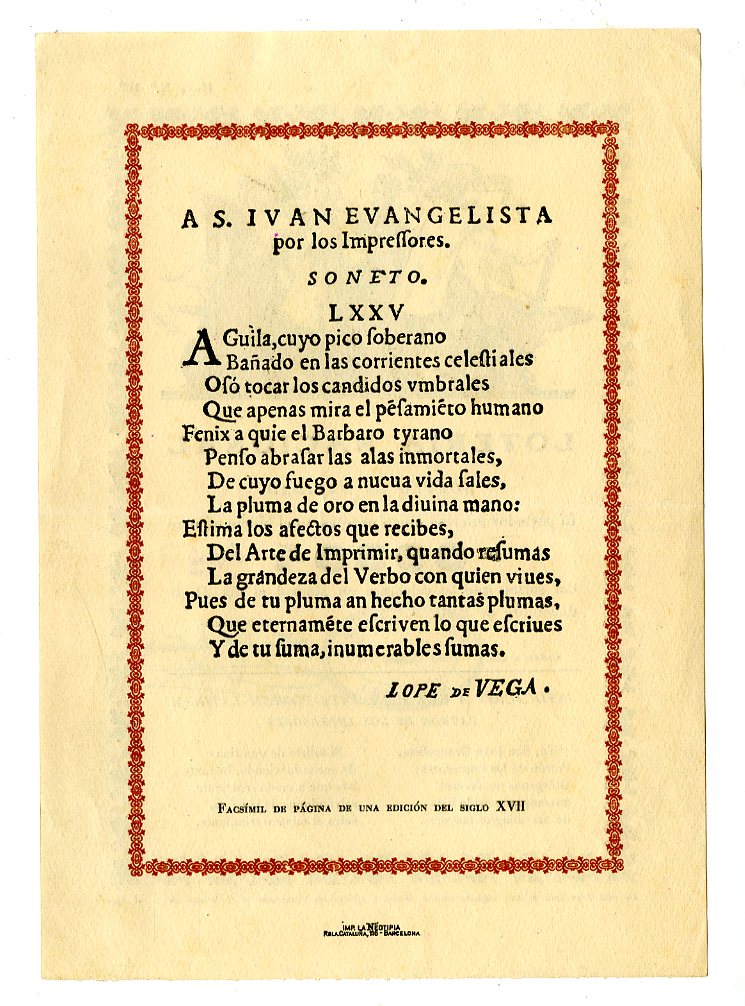 A S. IVAN EVANGELISTA
por los Impreſſores.
SONETO.
LXXV
AGuila, cuyo pico ſoberano
Bañado en las corrientes celeſtiales
Oſó tocar los candidos vmbrales
Que apenas mira el pẽſamiẽto humano
Fenix a quie el Barbaro tyrano
Penſo abraſar las alas inmortales,
De cuyo fuego a nucua vida ſales,
La pluma de oro en la diuina mano:
Eſtima los afectos que recibes,
Del Arte de Imprimir, quando reſumas
La grándeza del Verbo con quien viues,
Pues de tu pluma an hecho tantas plumas,
Que eternamẽte eſcriven lo que eſcriues
Y de tu ſuma, inumerables ſumas.
LOPE DE VEGA.
FACSÍMIL DE PÁGINA DE UNA EDICIÓN DEL SIGLO XVII
IMP. LA NEOTIPIA
RBLA. CATALUÑA, 116 - BARCELONA